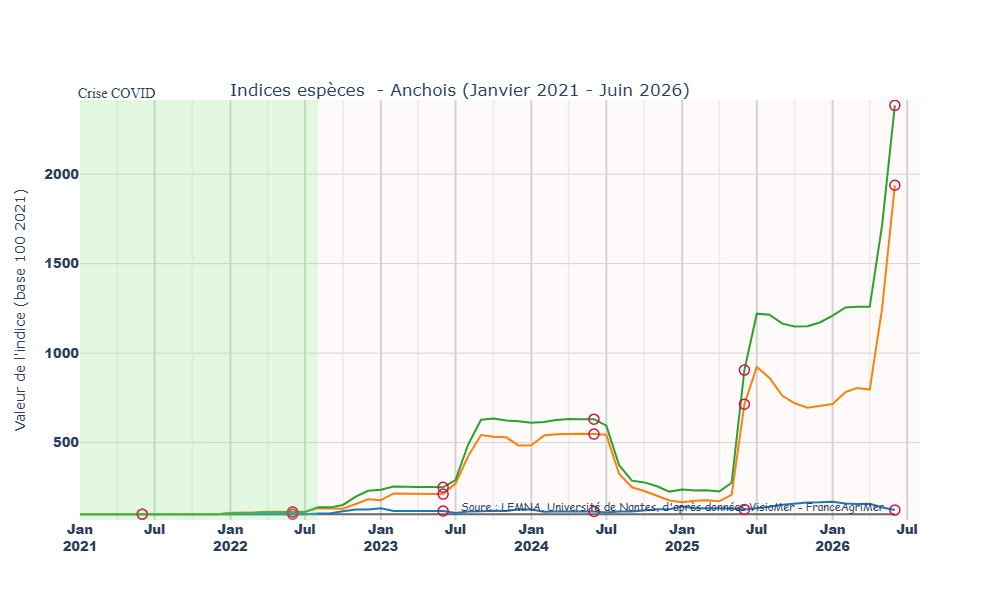 Crise COVID
Indices espèces - Anchois (Janvier 2021 - Juin 2026)
Valeur de l'indice (base 100 2021)
2000
1500
1000
500
Soure : LEMNA, Université de Nantes, d'après données Visiomer - FranceAgriMer
Jan Jul Jan Jul Jan Jul Jan Jul Jan Jul Jan Jul
2021 2022 2023 2024 2025 2026